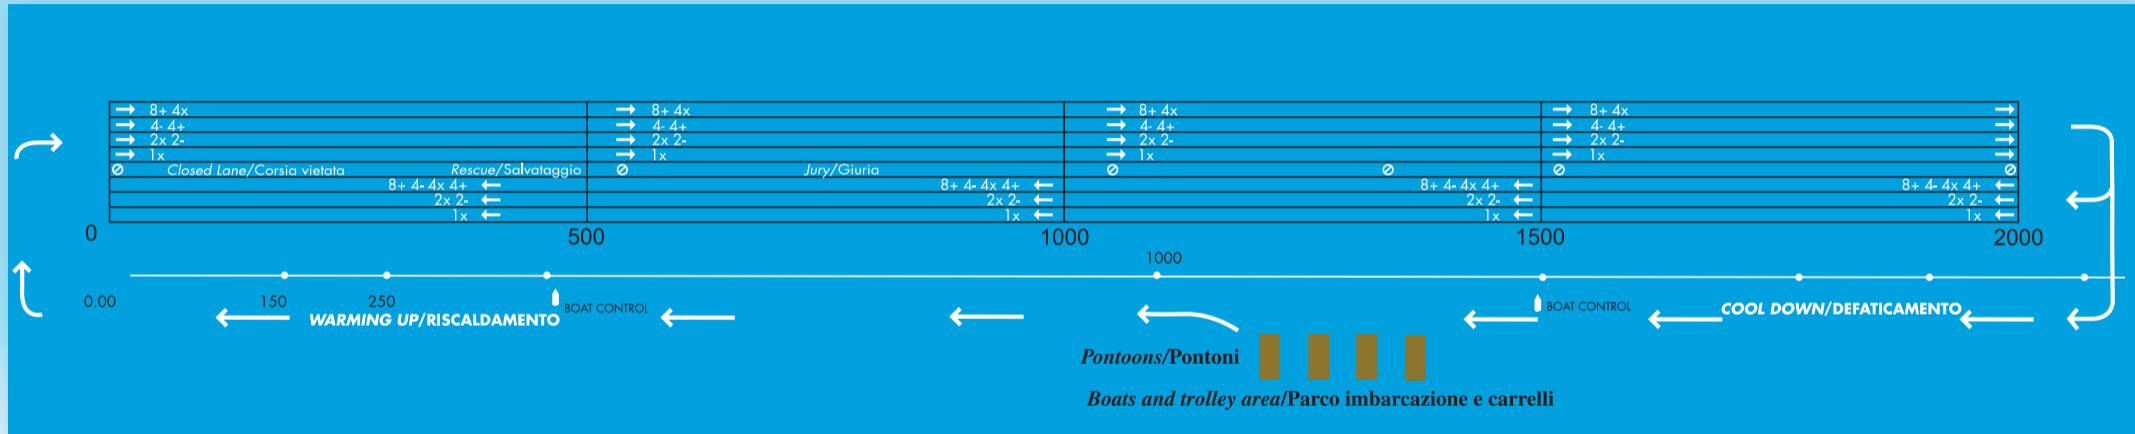 8+ 4x 8+ 4x 8+ 4x 8+ 4x
4- 4+ 4- 4+ 4- 4+ 4- 4+
2x 2- 2x 2- 2x 2- 2x 2-
1x 1x 1x 1x
Closed Lane/Corsia vietata Rescue/Salvataggio Jury/Giuria
8+ 4- 4x 4+ 8+ 4- 4x 4+ 8+ 4- 4x 4+ 8+ 4- 4x 4+
2x 2- 2x 2- 2x 2- 2x 2-
1x 1x 1x 1x
0 500 1000 1500 2000
1000
0.00 150 250
WARMING UP/RISCALDAMENTO BOAT CONTROL BOAT CONTROL COOL DOWN/DEFATICAMENTO
Pontoons/Pontoni
Boats and trolley area/Parco imbarcazione e carrelli